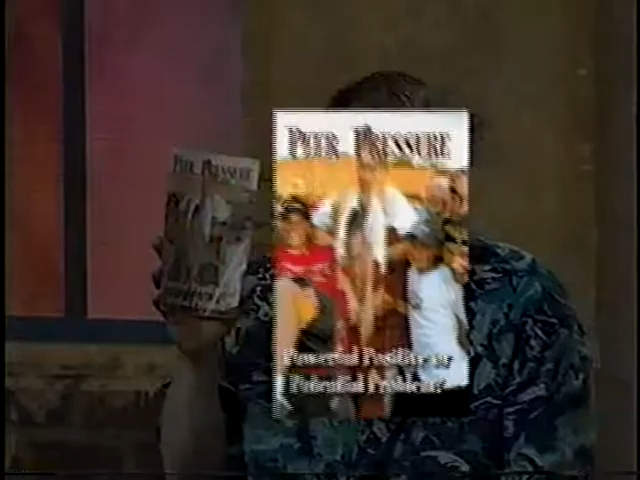 PEER PRESSURE
PEER PRESSURE
Powerful Positive or
Potential Problem?